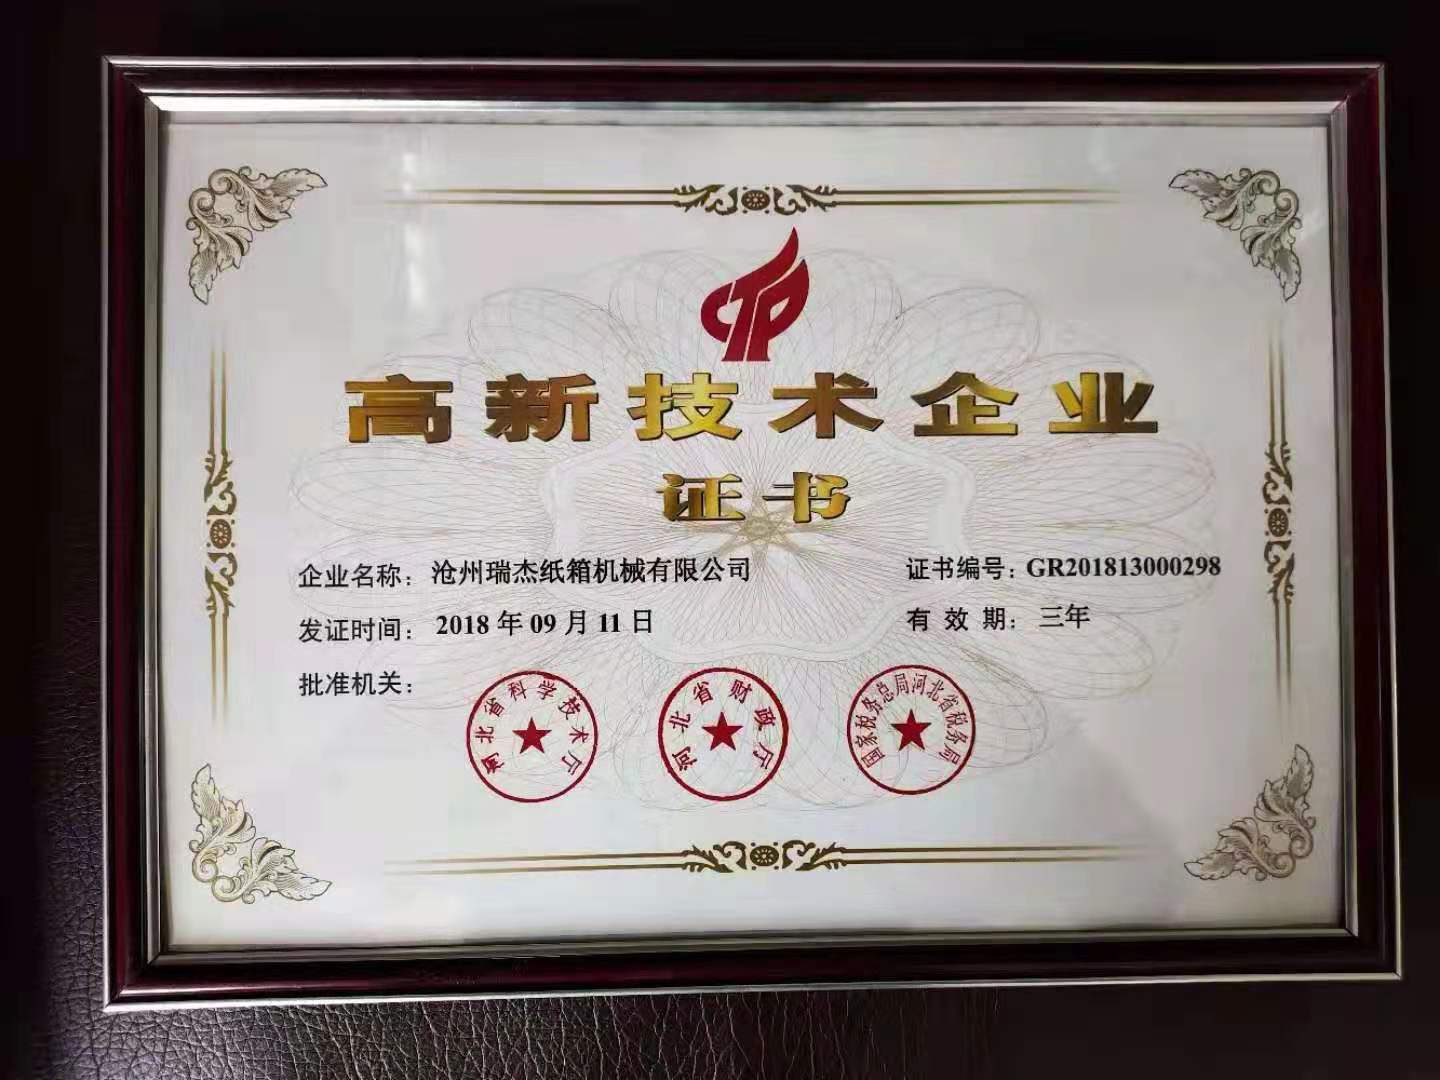 CTP
高新技术企业
证书
企业名称：沧州瑞杰纸箱机械有限公司
证书编号：GR201813000298
发证时间：2018年09月11日
有效期：三年
批准机关：
河北省科学技术厅
河北省财政厅
国家税务总局河北省税务局